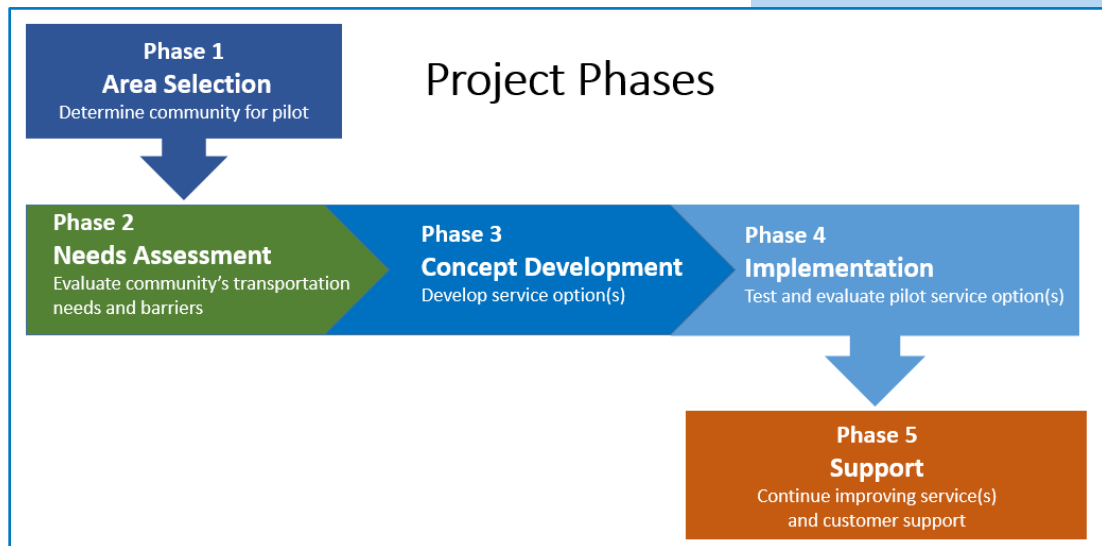 Project Phases
Phase 1
Area Selection
Determine community for pilot
Phase 2
Needs Assessment
Evaluate community’s transportation
needs and barriers
Phase 3
Concept Development
Develop service option(s)
Phase 4
Implementation
Test and evaluate pilot service option(s)
Phase 5
Support
Continue improving service(s)
and customer support